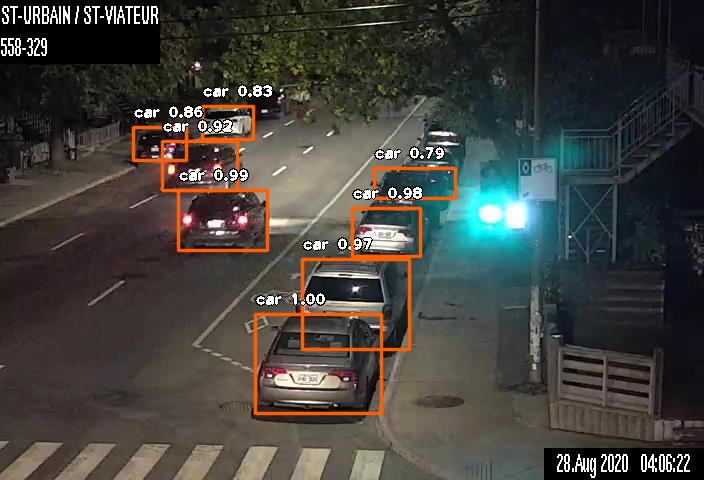 ST-URBAIN / ST-VIATEUR
558-329
car 0.83
car 0.86
car 0.92
car 0.79
car 0.99
car 0.98
car 0.97
car 1.00
28.Aug 2020 04:06:22